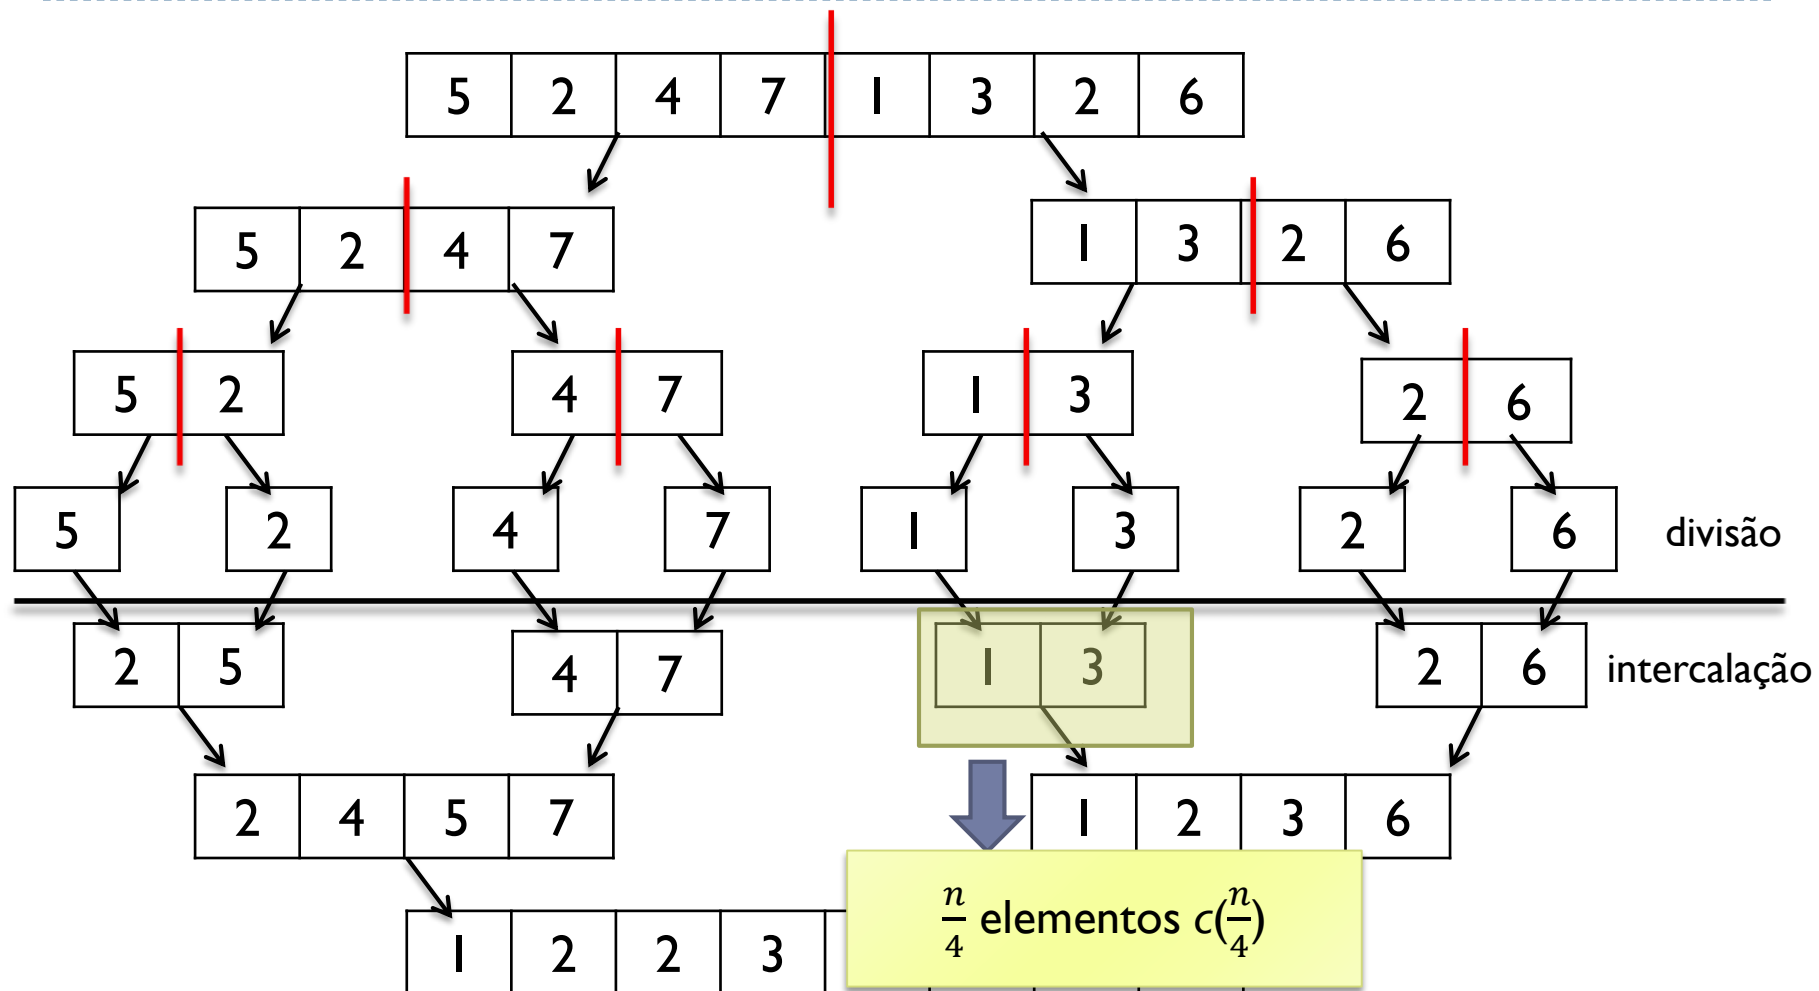 5 2 4 7 1 3 2 6
5 2 4 7 1 3 2 6
5 2 4 7 1 3 2 6
5 2 4 7 1 3 2 6 divisão
2 5 4 7 1 3 2 6 intercalação
2 4 5 7 1 2 3 6
n/4 elementos c(n/4)
1 2 2 3